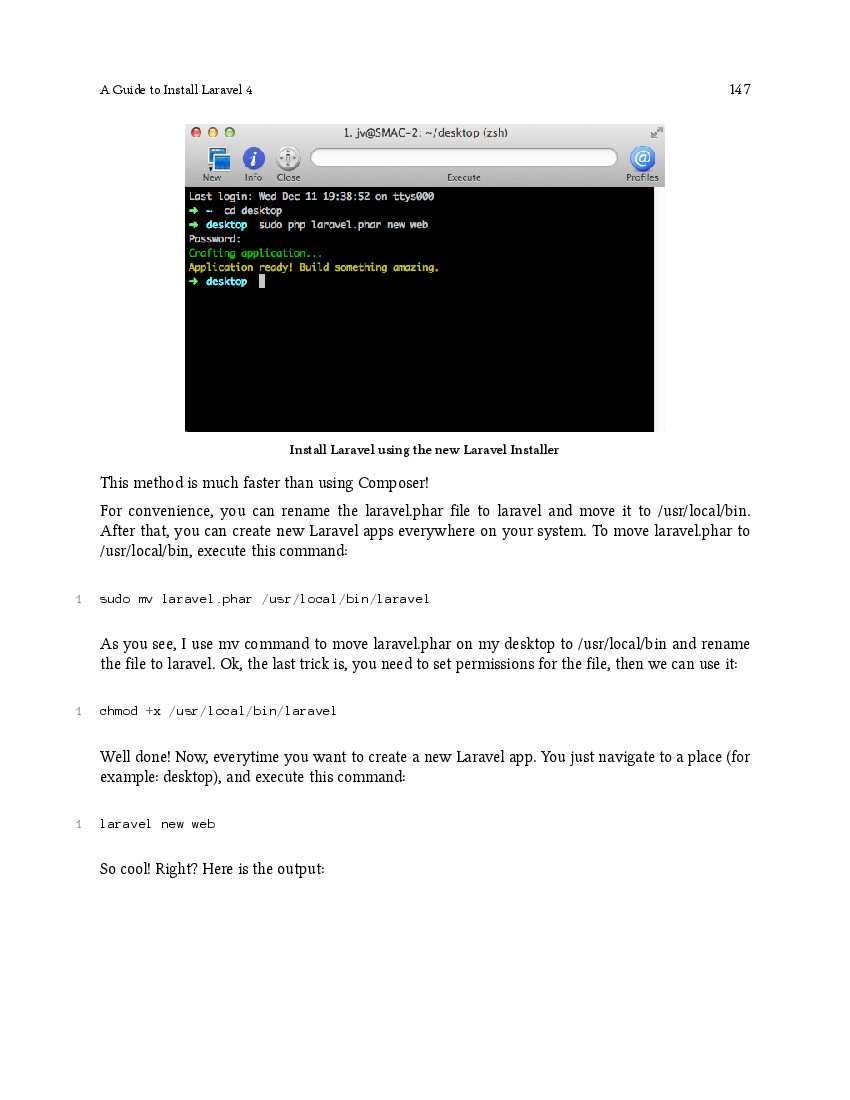 A Guide to Install Laravel 4 147
1. jv@SMAC-2: ~/desktop (zsh)
New Info Close Execute Profiles
Last login: Wed Dec 11 19:38:52 on ttys000
➜ ~ cd desktop
➜ desktop sudo php laravel.phar new web
Password:
Crafting application...
Application ready! Build something amazing.
➜ desktop
Install Laravel using the new Laravel Installer
This method is much faster than using Composer!
For convenience, you can rename the laravel.phar file to laravel and move it to /usr/local/bin.
After that, you can create new Laravel apps everywhere on your system. To move laravel.phar to
/usr/local/bin, execute this command:
1 sudo mv laravel.phar /usr/local/bin/laravel
As you see, I use mv command to move laravel.phar on my desktop to /usr/local/bin and rename
the file to laravel. Ok, the last trick is, you need to set permissions for the file, then we can use it:
1 chmod +x /usr/local/bin/laravel
Well done! Now, everytime you want to create a new Laravel app. You just navigate to a place (for
example: desktop), and execute this command:
1 laravel new web
So cool! Right? Here is the output: